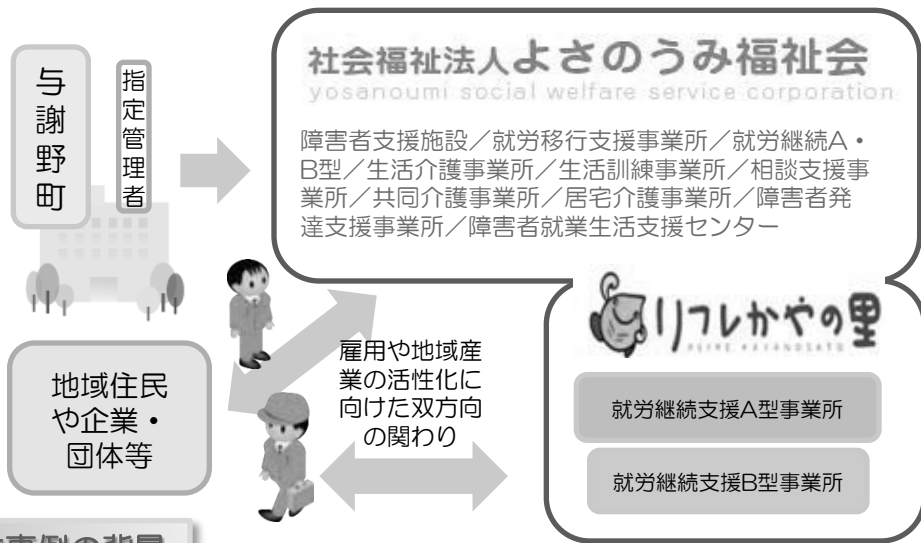 与謝野町
指定管理者
社会福祉法人よさのうみ福祉会
yosanoumi social welfare service corporation
障害者支援施設／就労移行支援事業所／就労継続A・
B型／生活介護事業所／生活訓練事業所／相談支援事
業所／共同介護事業所／居宅介護事業所／障害者発
達支援事業所／障害者就業生活支援センター
リフレかやの里
就労継続支援A型事業所
就労継続支援B型事業所
雇用や地域産
業の活性化に
向けた双方向
の関わり
地域住民
や企業・
団体等
事例の背景